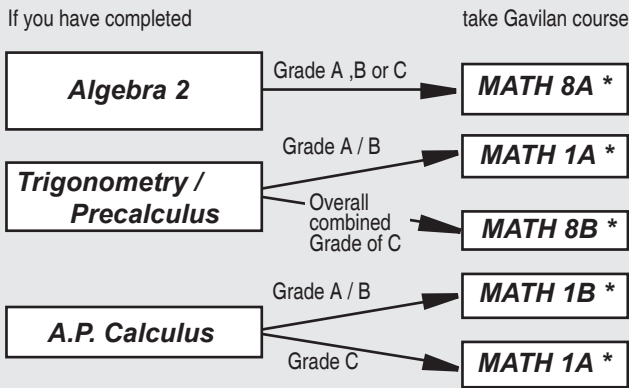 If you have completed
take Gavilan course
Algebra 2
Grade A ,B or C
MATH 8A *
Trigonometry /
Precalculus
Grade A / B
MATH 1A *
Overall
combined
Grade of C
MATH 8B *
A.P. Calculus
Grade A / B
MATH 1B *
Grade C
MATH 1A *